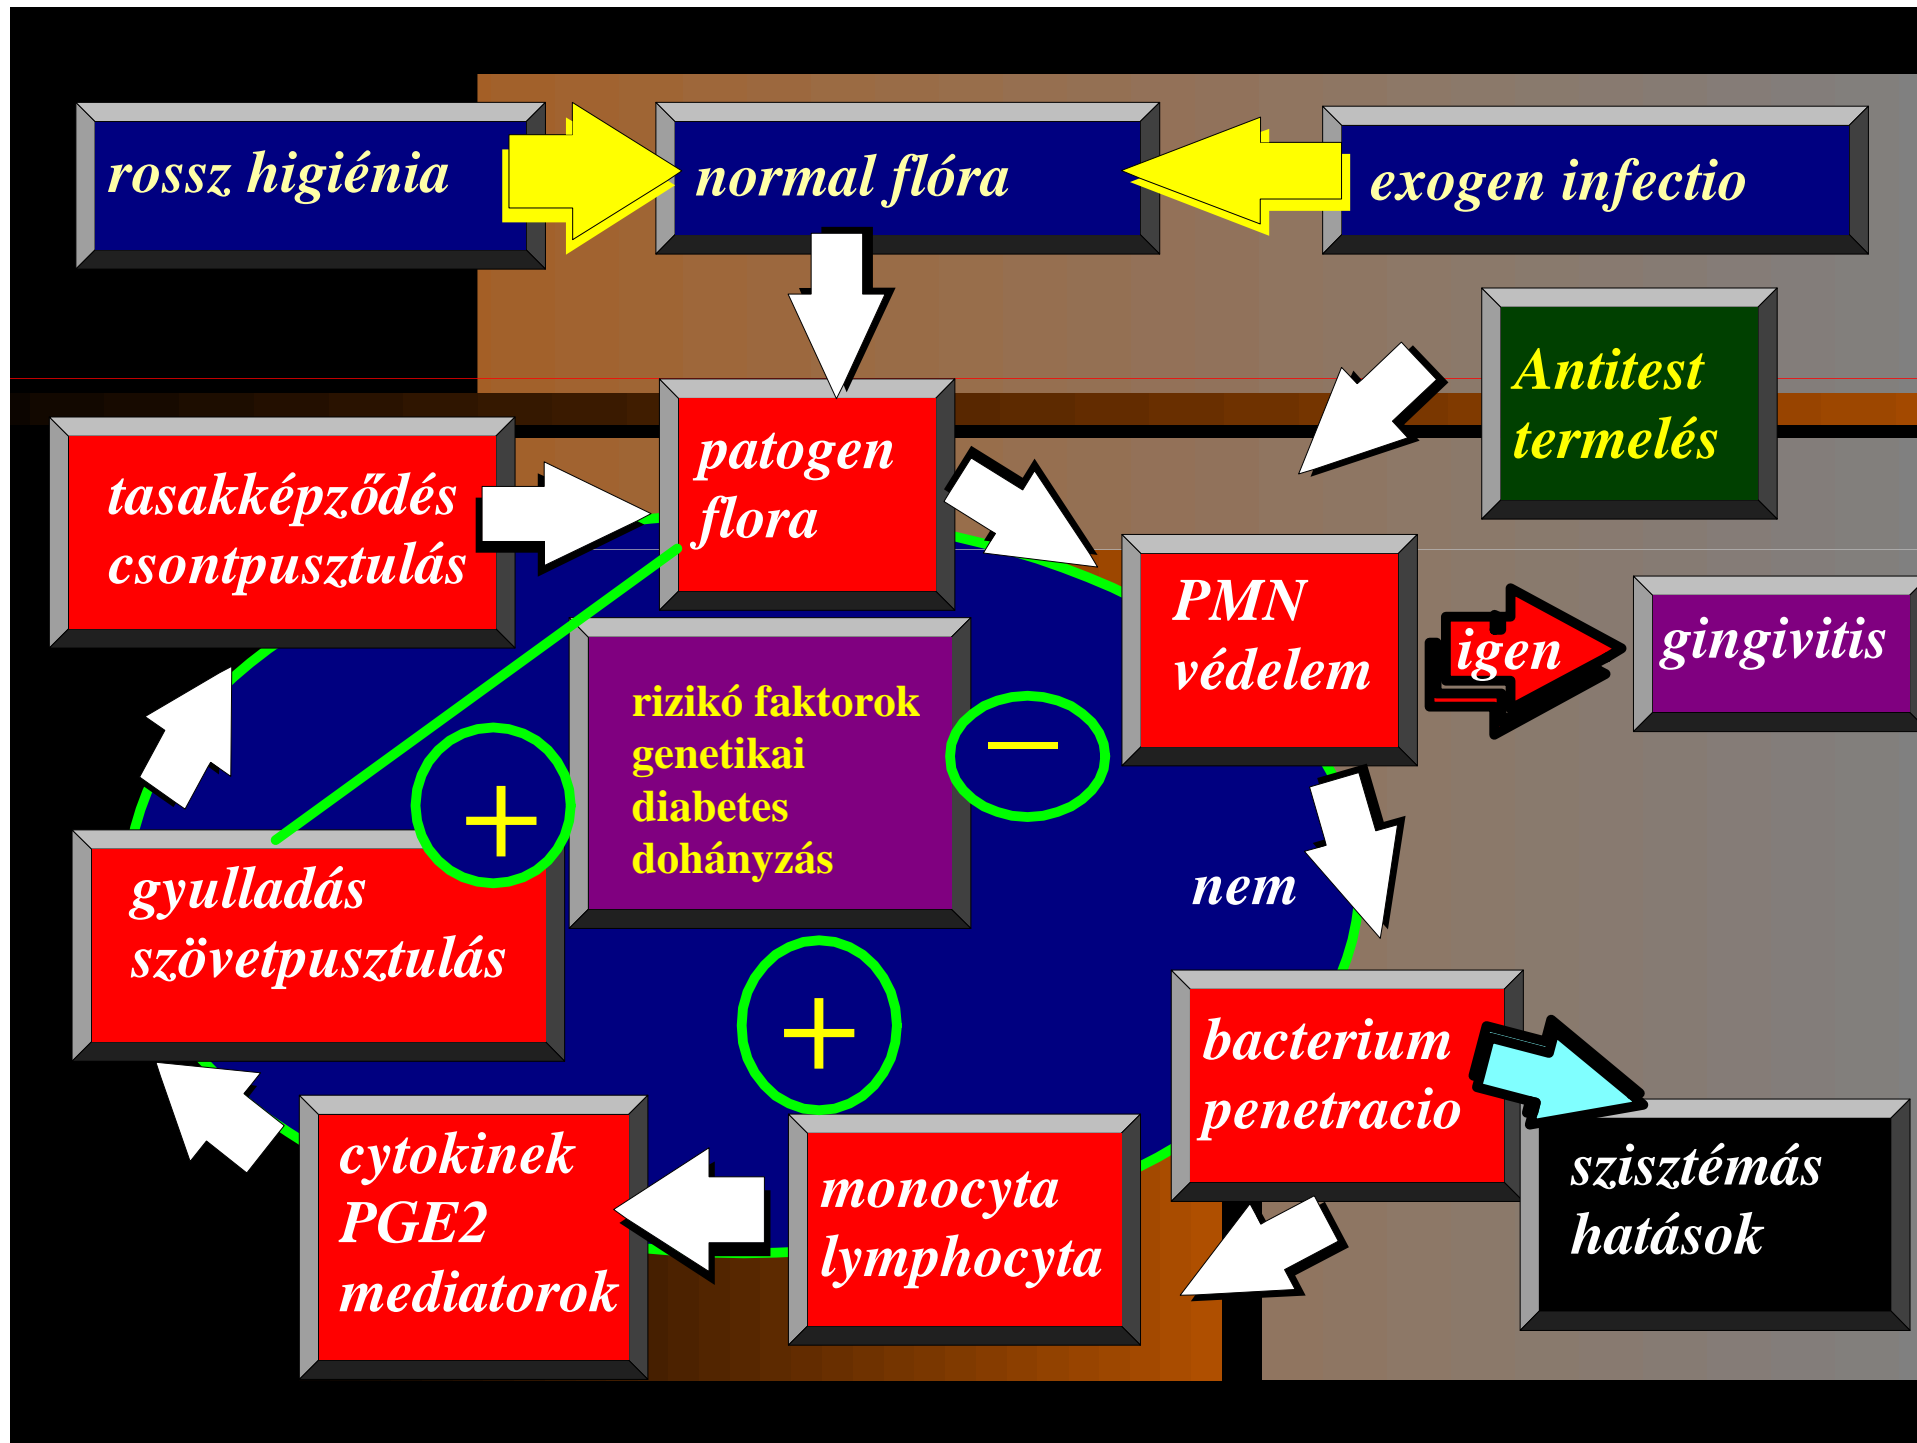 rossz higiénia
normal flóra
exogen infectio
Antitest
termelés
patogen
flora
tasakképződés
csontpusztulás
PMN
védelem
igen
gingivitis
rizikó faktorok
genetikai
diabetes
dohányzás
–
+
nem
gyulladás
szövetpusztulás
+
bacterium
penetracio
szisztémás
hatások
monocyta
lymphocyta
cytokinek
PGE2
mediatorok